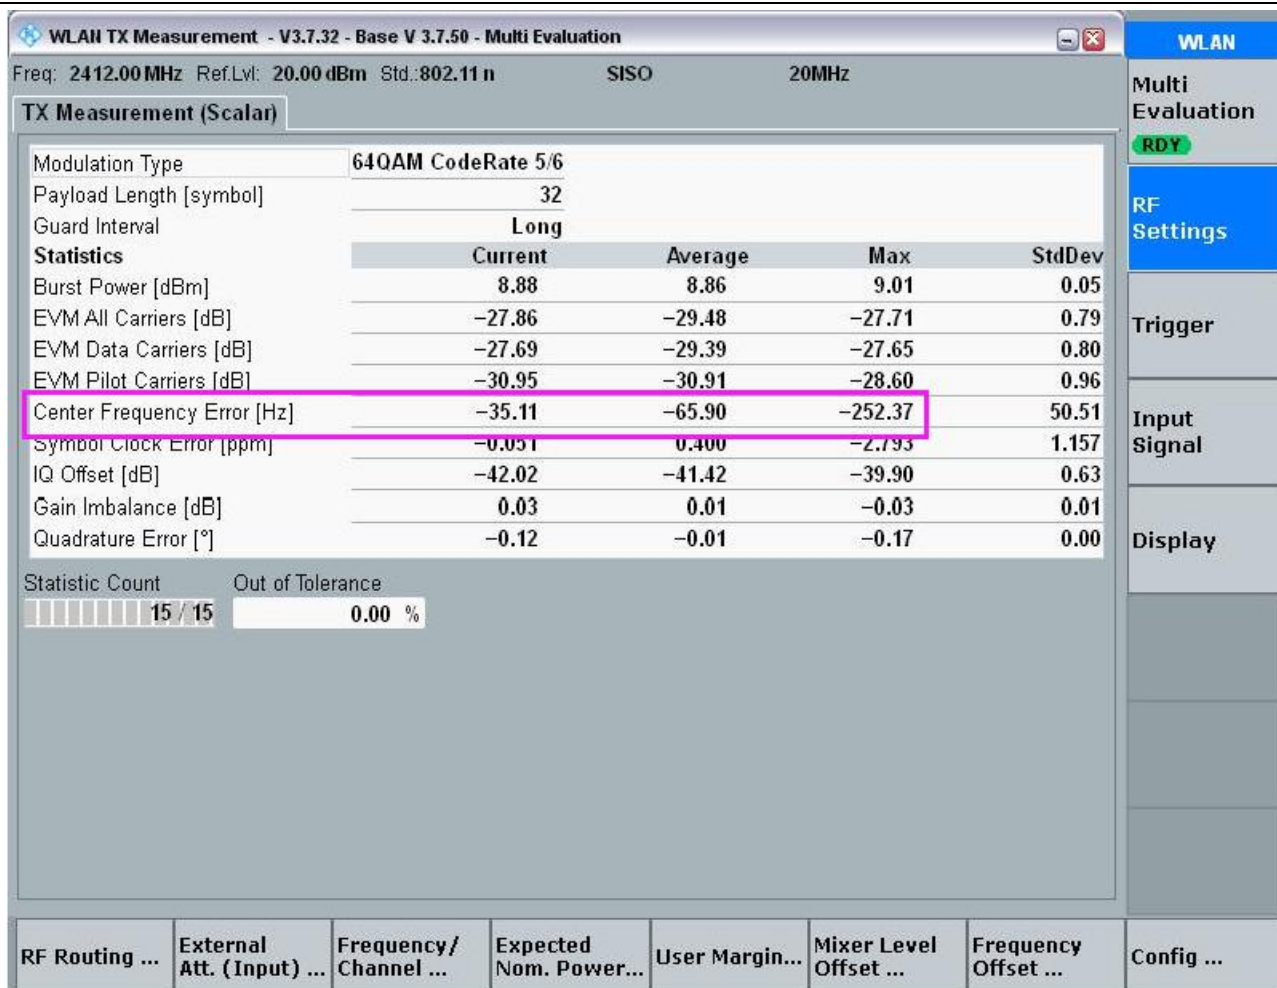 WLAN TX Measurement - V3.7.32 - Base V 3.7.50 - Multi Evaluation
Freq: 2412.00 MHz Ref.Lvl: 20.00 dBm Std.:802.11 n SISO 20MHz
TX Measurement (Scalar)
Modulation Type 64QAM CodeRate 5/6
Payload Length [symbol] 32
Guard Interval Long
Statistics Current Average Max StdDev
Burst Power [dBm] 8.88 8.86 9.01 0.05
EVM All Carriers [dB] −27.86 −29.48 −27.71 0.79
EVM Data Carriers [dB] −27.69 −29.39 −27.65 0.80
EVM Pilot Carriers [dB] −30.95 −30.91 −28.60 0.96
Center Frequency Error [Hz] −35.11 −65.90 −252.37 50.51
Symbol Clock Error [ppm] −0.051 0.400 −2.793 1.157
IQ Offset [dB] −42.02 −41.42 −39.90 0.63
Gain Imbalance [dB] 0.03 0.01 −0.03 0.01
Quadrature Error [°] −0.12 −0.01 −0.17 0.00
Statistic Count Out of Tolerance
15 / 15 0.00 %
WLAN
Multi
Evaluation
RDY
RF
Settings
Trigger
Input
Signal
Display
RF Routing ...
External
Att. (Input) ...
Frequency/
Channel ...
Expected
Nom. Power...
User Margin...
Mixer Level
Offset ...
Frequency
Offset ...
Config ...